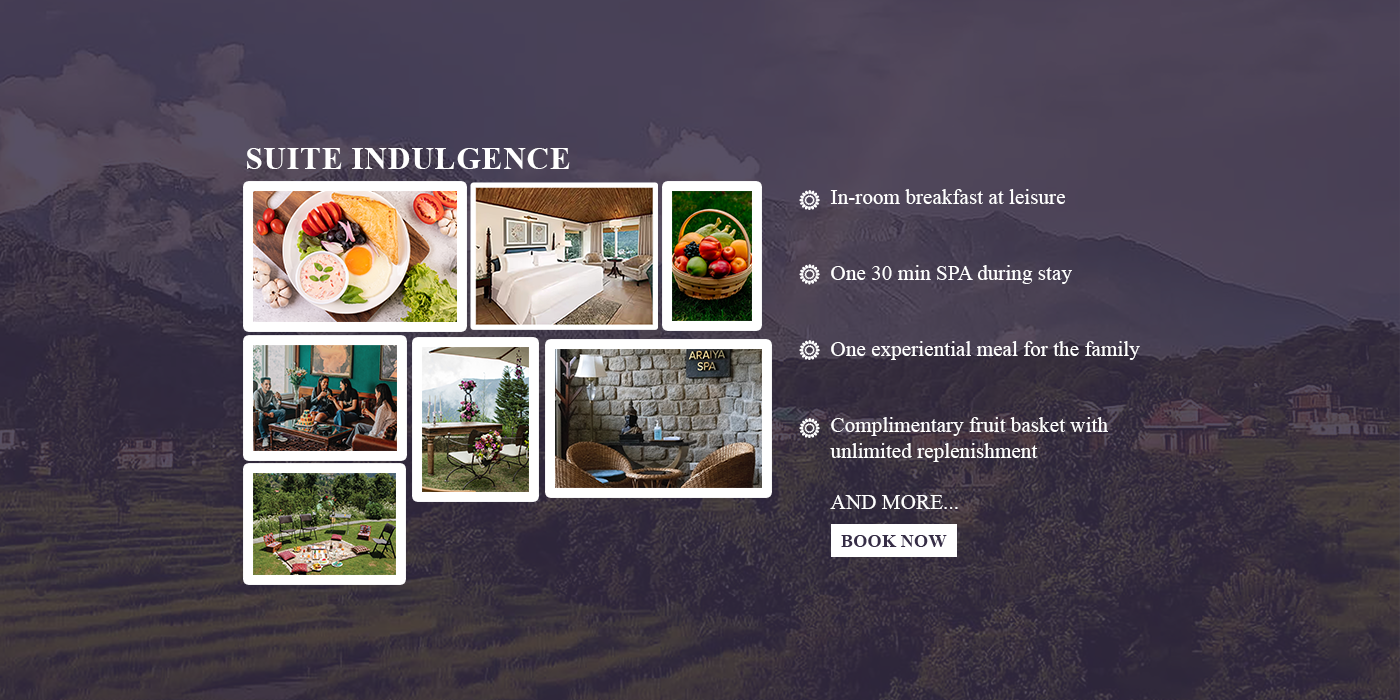 SUITE INDULGENCE
ARAIYA
SPA
In-room breakfast at leisure
One 30 min SPA during stay
One experiential meal for the family
Complimentary fruit basket with
unlimited replenishment
AND MORE...
BOOK NOW